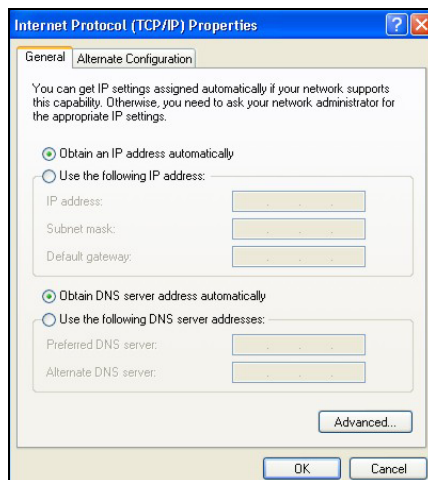 Internet Protocol (TCP/IP) Properties
General
Alternate Configuration
You can get IP settings assigned automatically if your network supports
this capability. Otherwise, you need to ask your network administrator for
the appropriate IP settings.
Obtain an IP address automatically
Use the following IP address:
IP address:
Subnet mask:
Default gateway:
Obtain DNS server address automatically
Use the following DNS server addresses:
Preferred DNS server:
Alternate DNS server:
Advanced...
OK
Cancel